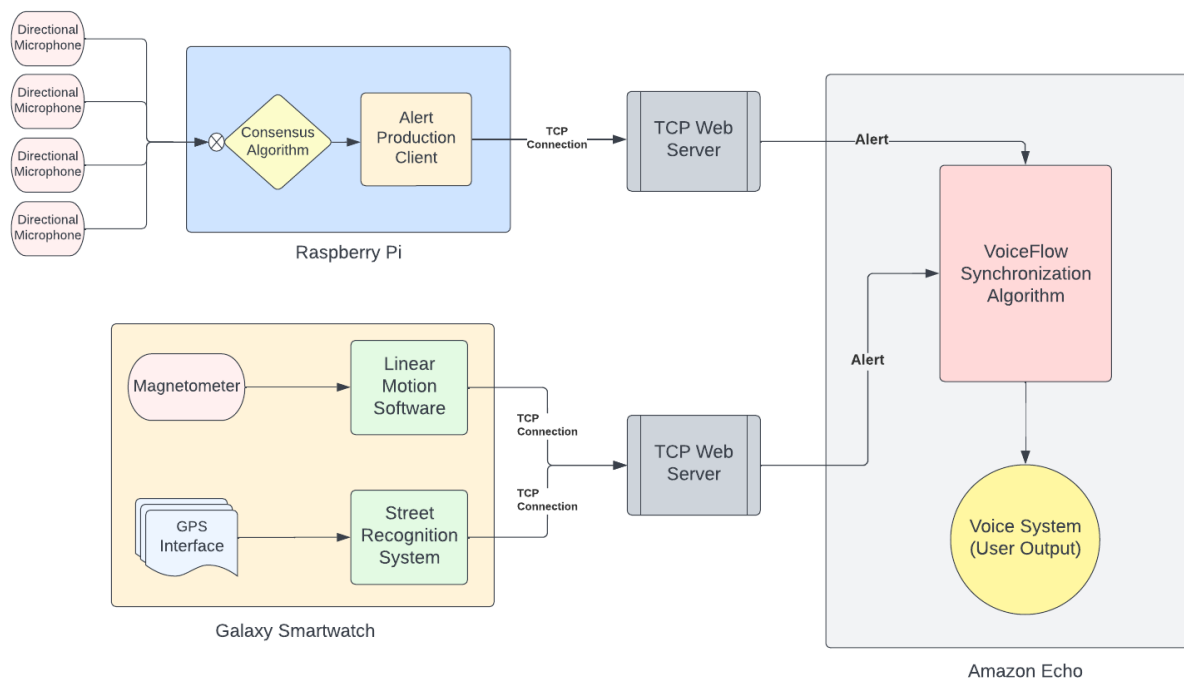 Directional
Microphone
Directional
Microphone
Directional
Microphone
Directional
Microphone
Consensus
Algorithm
Alert
Production
Client
TCP
Connection
TCP Web
Server
Raspberry Pi
Alert
VoiceFlow
Synchronization
Algorithm
Magnetometer
Linear
Motion
Software
TCP
Connection
GPS
Interface
Street
Recognition
System
TCP
Connection
TCP Web
Server
Galaxy Smartwatch
Alert
Voice System
(User Output)
Amazon Echo